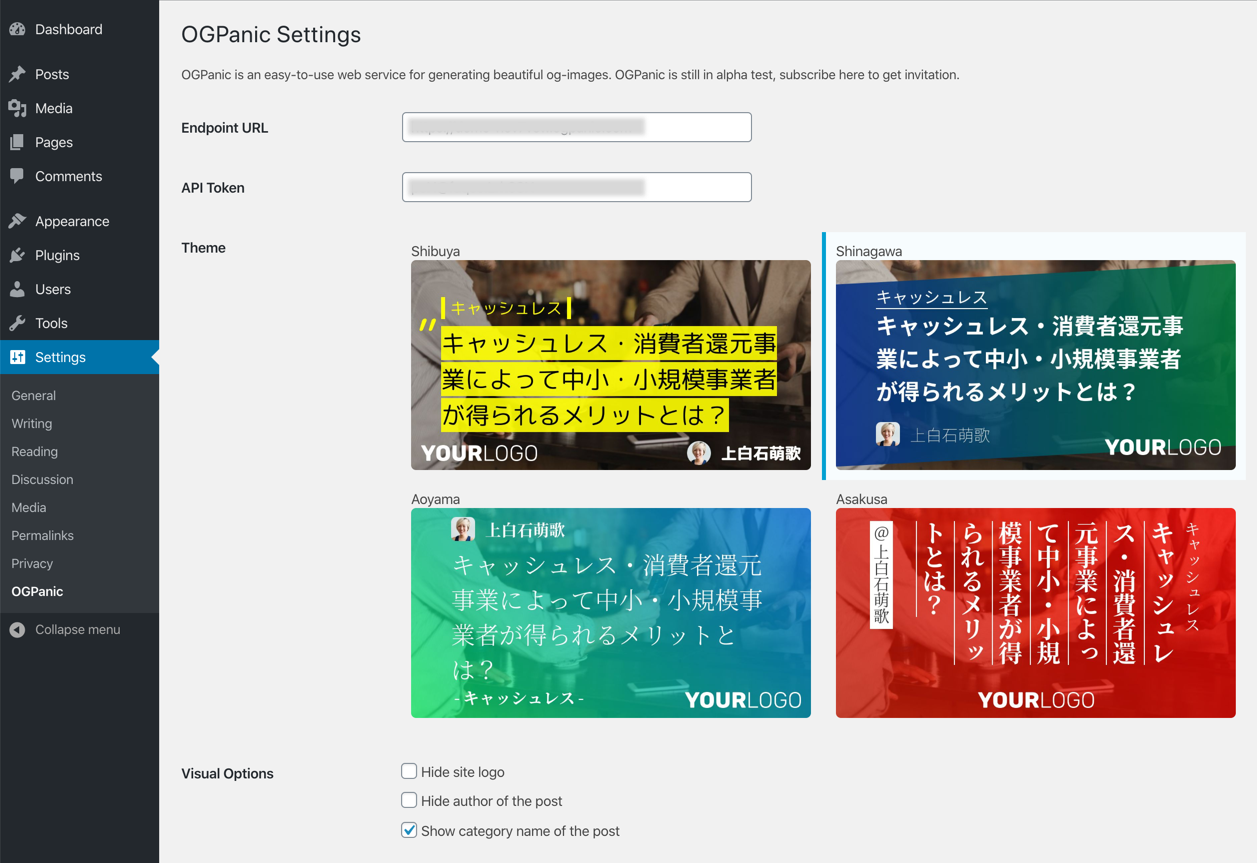 Dashboard
Posts
Media
Pages
Comments
Appearance
Plugins
Users
Tools
Settings
General
Writing
Reading
Discussion
Media
Permalinks
Privacy
OGPanic
Collapse menu
OGPanic Settings
OGPanic is an easy-to-use web service for generating beautiful og-images. OGPanic is still in alpha test, subscribe here to get invitation.
Endpoint URL
API Token
Theme
Shibuya
キャッシュレス
〃
キャッシュレス・消費者還元事
業によって中小・小規模事業者
が得られるメリットとは？
YOURLOGO
上白石萌歌
Shinagawa
キャッシュレス
キャッシュレス・消費者還元事
業によって中小・小規模事業者
が得られるメリットとは？
上白石萌歌
YOURLOGO
Aoyama
上白石萌歌
キャッシュレス・消費者還元
事業によって中小・小規模事
業者が得られるメリットと
は？
-キャッシュレス-
YOURLOGO
Asakusa
キャッシュレス
キャッシュレ
ス・消費者還
元事業によっ
て中小・小規
模事業者が得
られるメリッ
トとは？
@上白石萌歌
YOURLOGO
Visual Options
Hide site logo
Hide author of the post
Show category name of the post